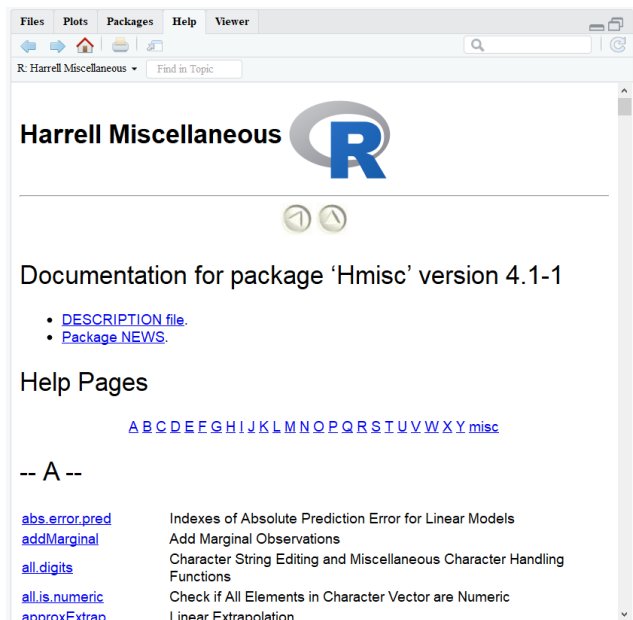 Files Plots Packages Help Viewer
R: Harrell Miscellaneous Find in Topic
Harrell Miscellaneous R
Documentation for package ‘Hmisc’ version 4.1-1
• DESCRIPTION file.
• Package NEWS.
Help Pages
A B C D E F G H I J K L M N O P Q R S T U V W X Y misc
-- A --
abs.error.pred Indexes of Absolute Prediction Error for Linear Models
addMarginal Add Marginal Observations
all.digits Character String Editing and Miscellaneous Character Handling
Functions
all.is.numeric Check if All Elements in Character Vector are Numeric
approxExtrap Linear Extrapolation